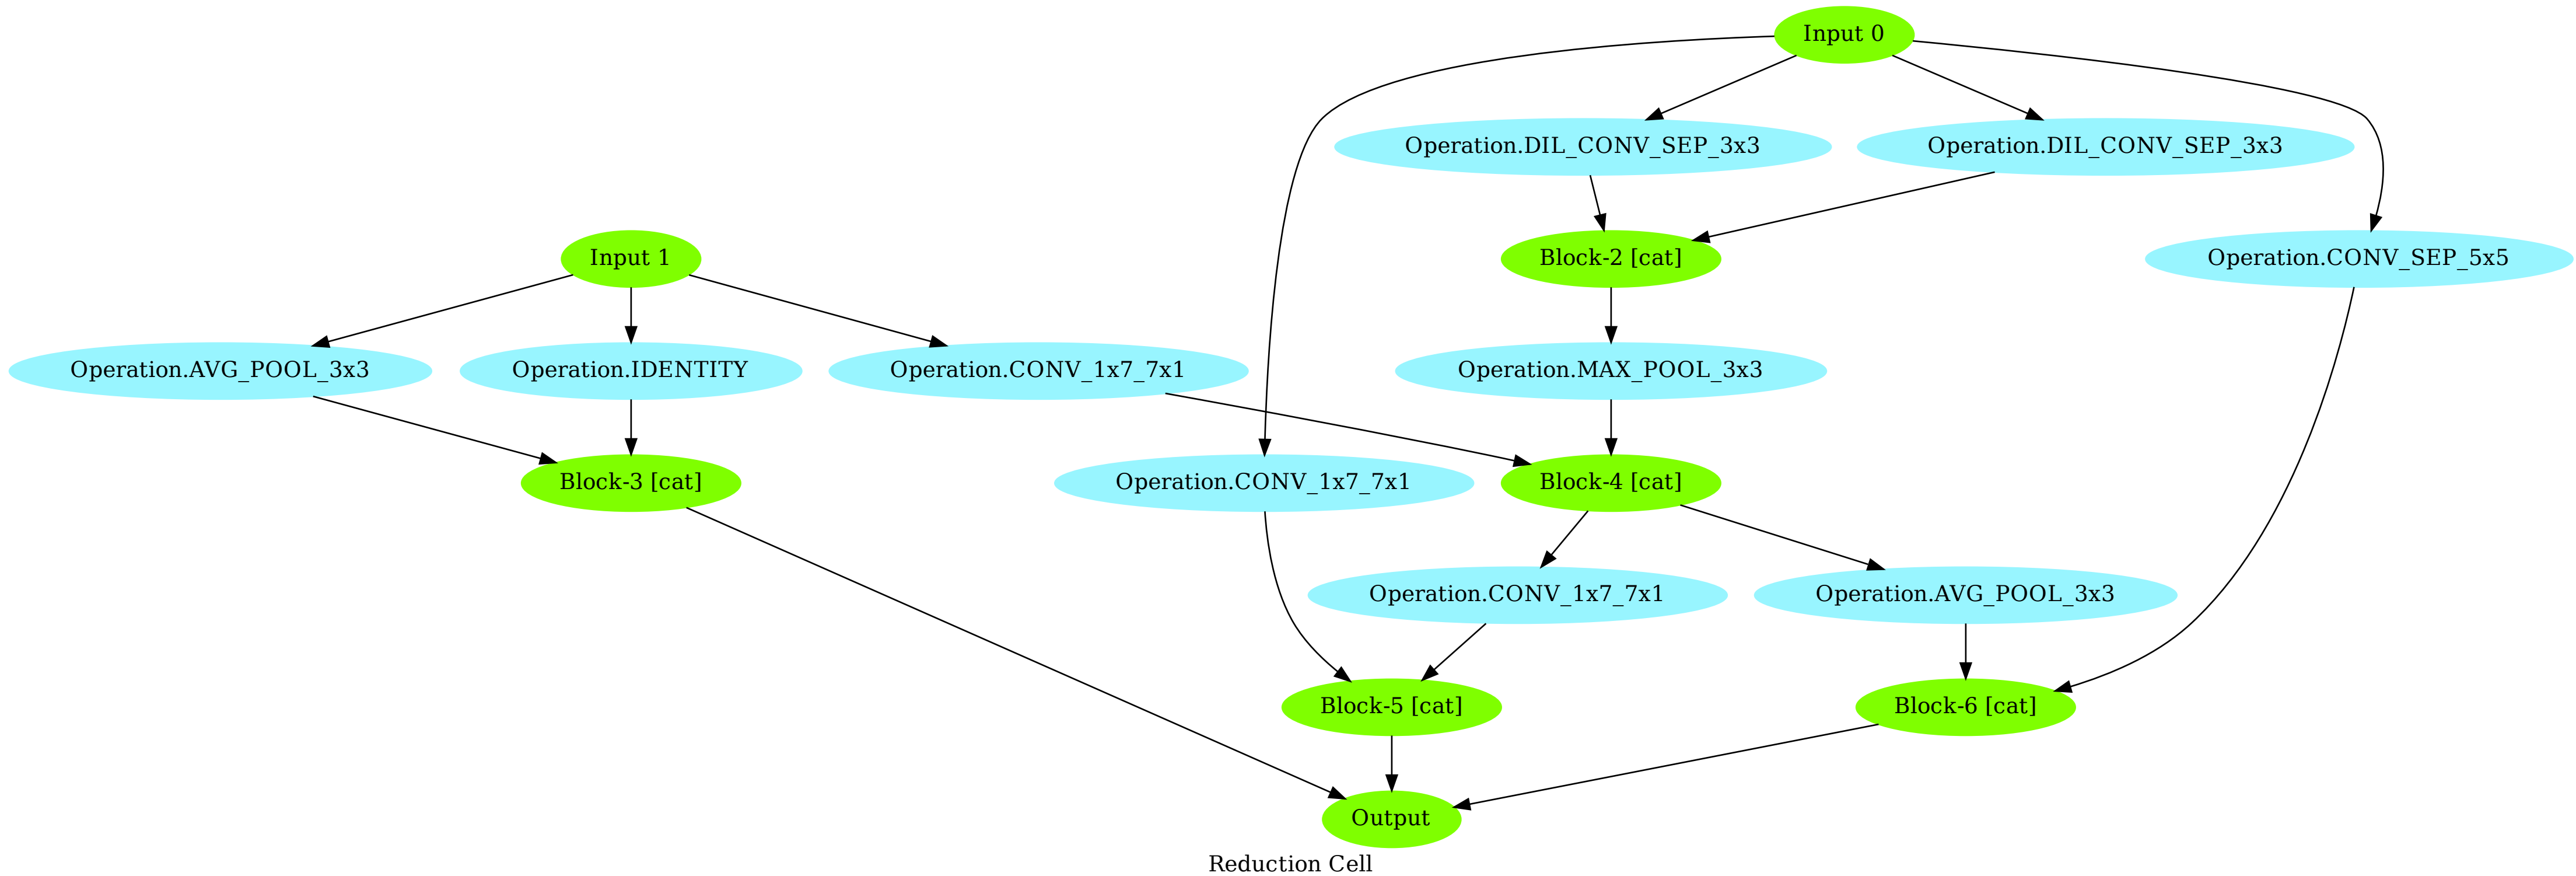 Input 0
Operation.DIL_CONV_SEP_3x3
Operation.DIL_CONV_SEP_3x3
Input 1
Block-2 [cat]
Operation.CONV_SEP_5x5
Operation.AVG_POOL_3x3
Operation.IDENTITY
Operation.CONV_1x7_7x1
Operation.MAX_POOL_3x3
Block-3 [cat]
Operation.CONV_1x7_7x1
Block-4 [cat]
Operation.CONV_1x7_7x1
Operation.AVG_POOL_3x3
Block-5 [cat]
Block-6 [cat]
Output
Reduction Cell